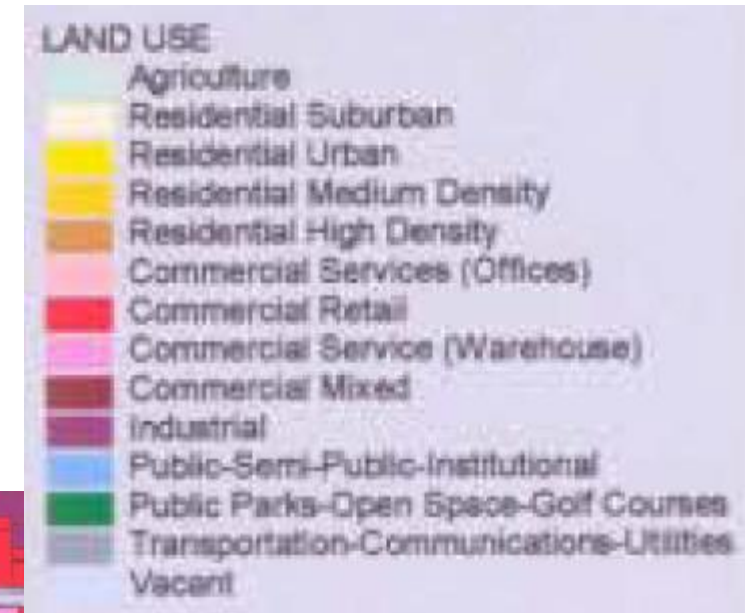 LAND USE
Agriculture
Residential Suburban
Residential Urban
Residential Medium Density
Residential High Density
Commercial Services (Offices)
Commercial Retail
Commercial Service (Warehouse)
Commercial Mixed
Industrial
Public-Semi-Public-Institutional
Public Parks-Open Space-Golf Courses
Transportation-Communications-Utilities
Vacant